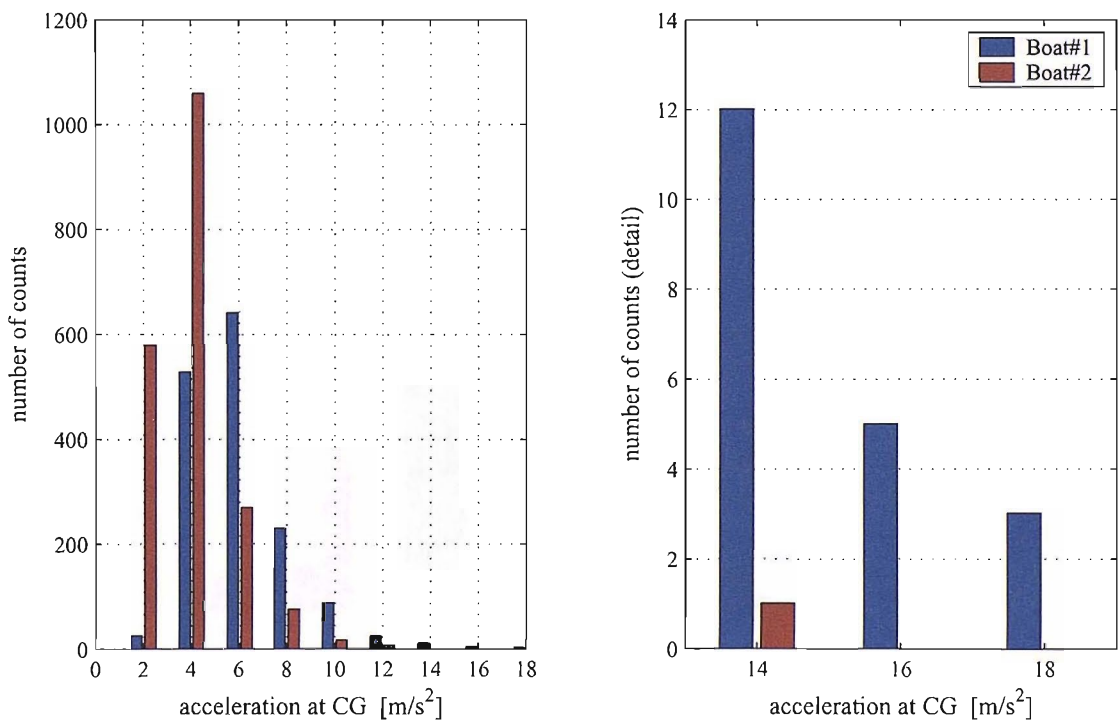 1200
1000
800
600
400
200
0
number of counts
0 2 4 6 8 10 12 14 16 18
acceleration at CG [m/s²]
14
12
10
8
6
4
2
0
number of counts (detail)
14 16 18
acceleration at CG [m/s²]
Boat#1
Boat#2